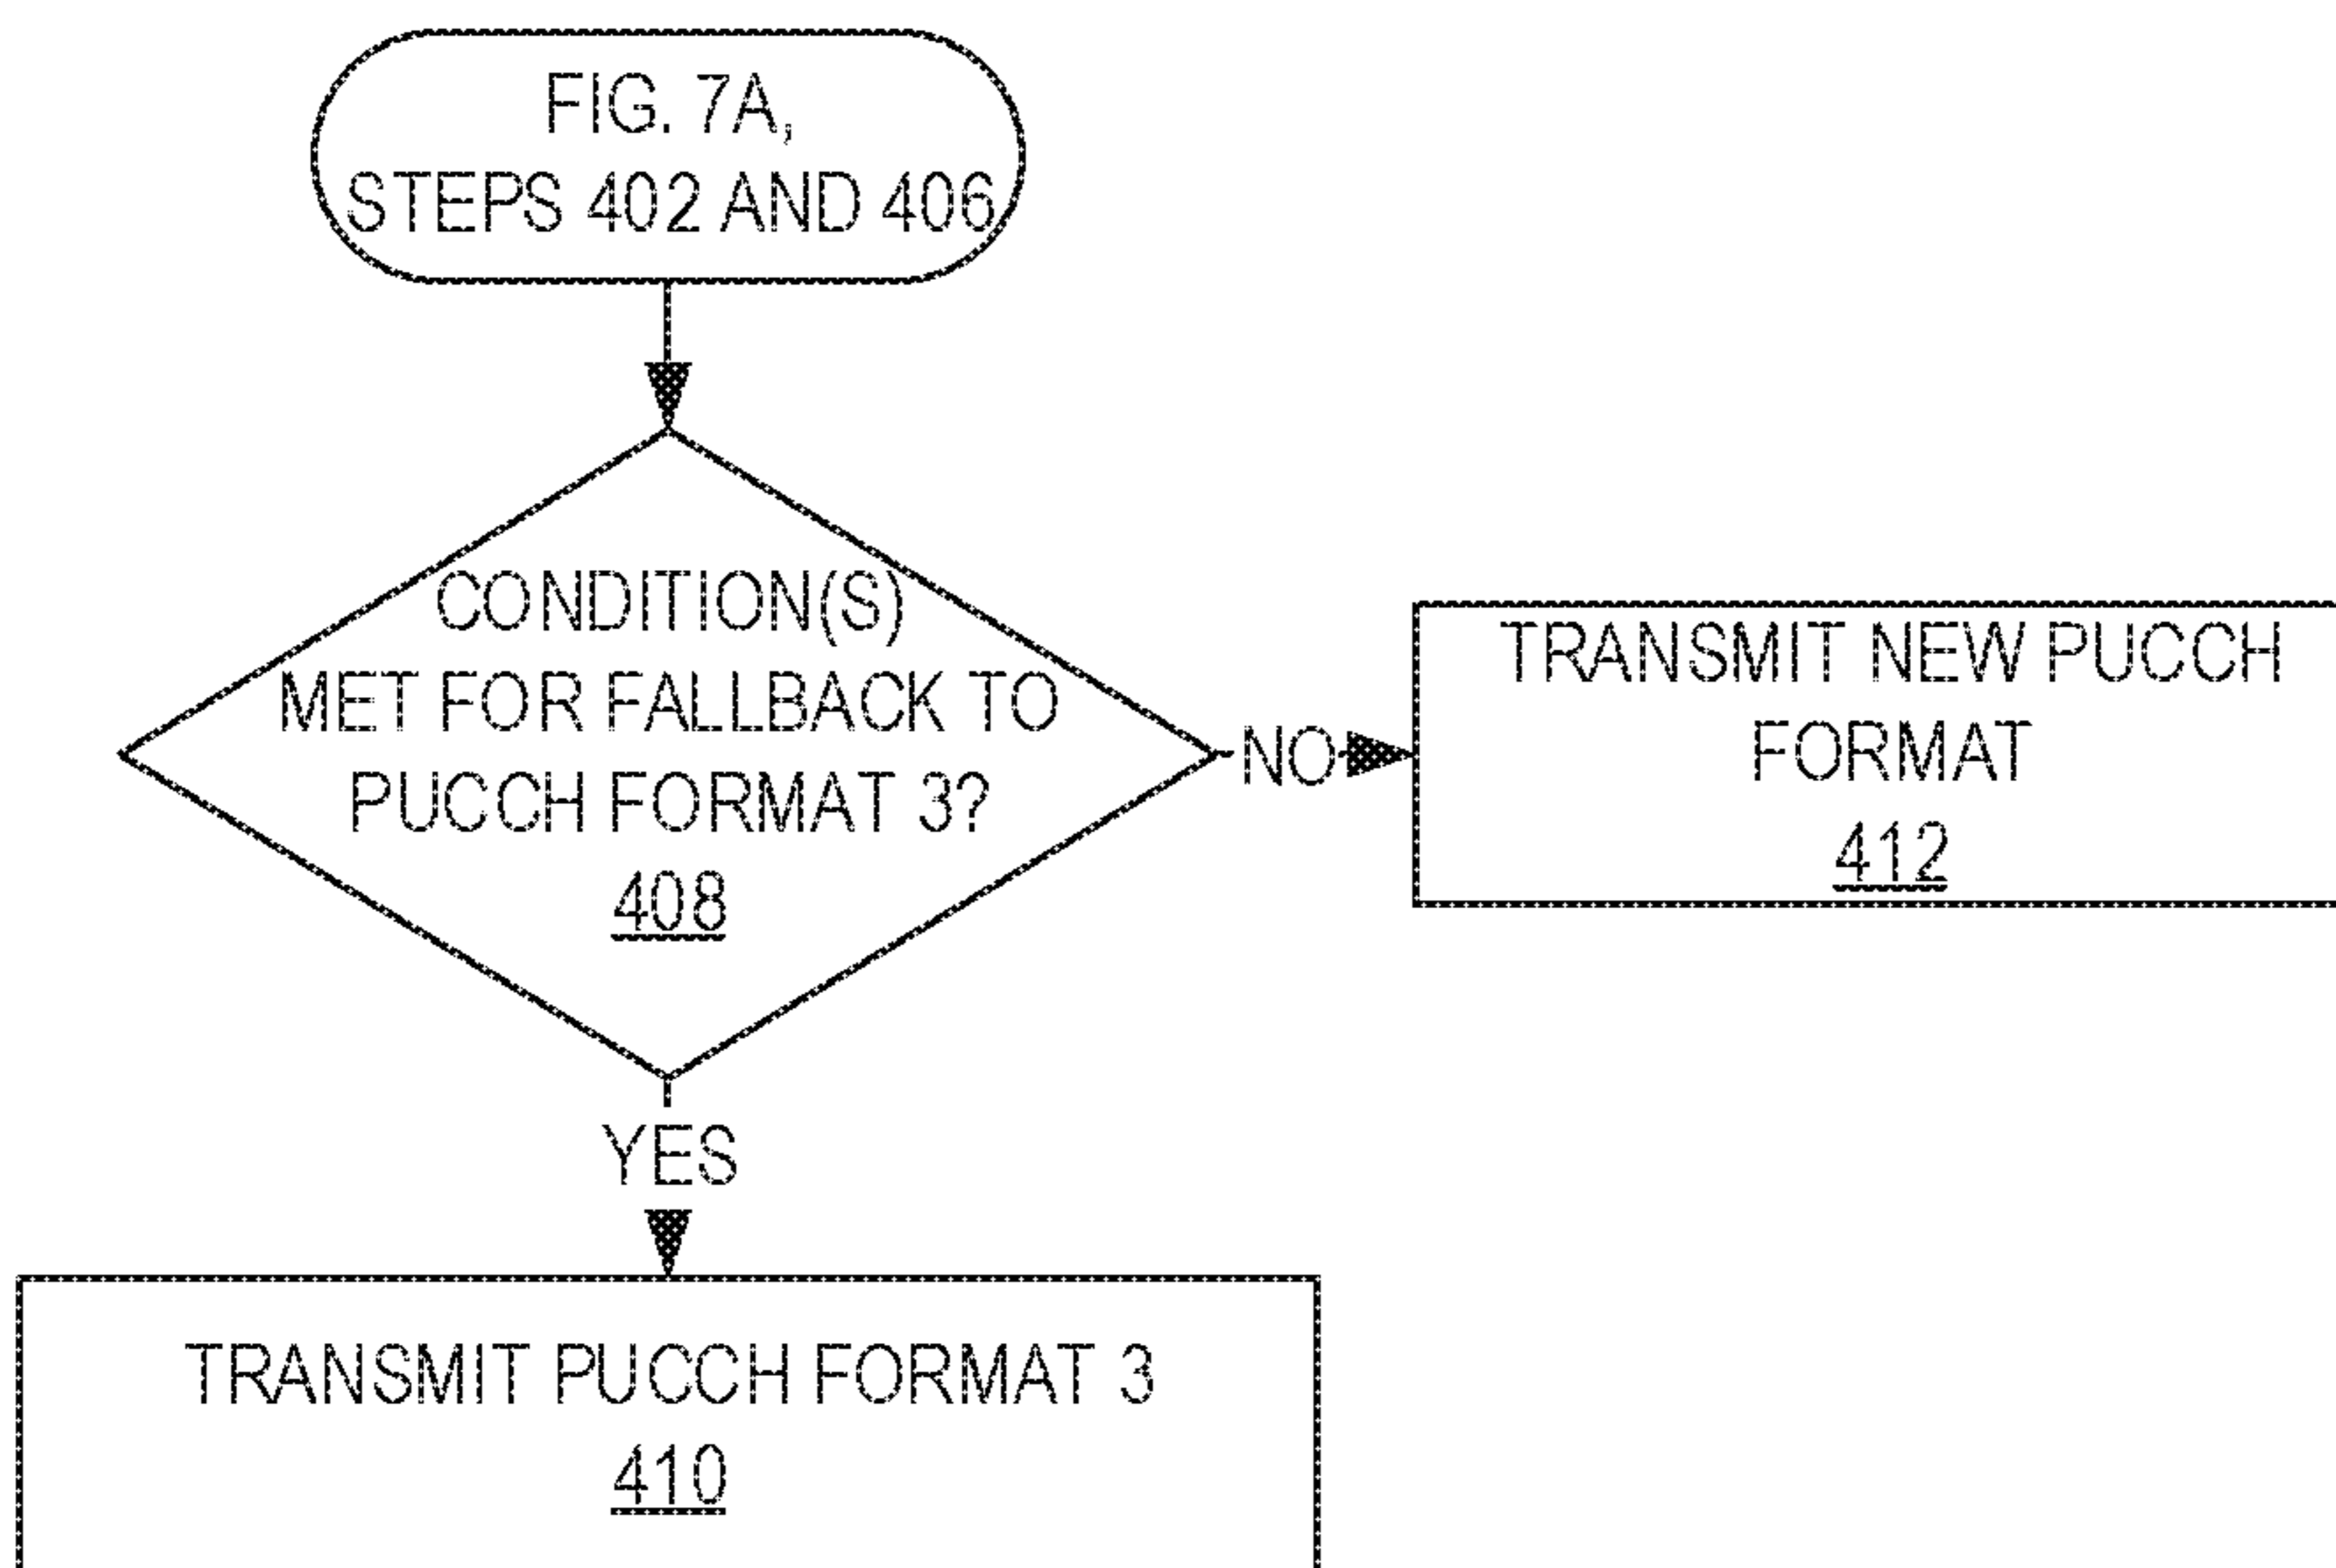 FIG. 7A,
STEPS 402 AND 406
CONDITION(S)
MET FOR FALLBACK TO
PUCCH FORMAT 3?
408
NO
TRANSMIT NEW PUCCH
FORMAT
412
YES
TRANSMIT PUCCH FORMAT 3
410